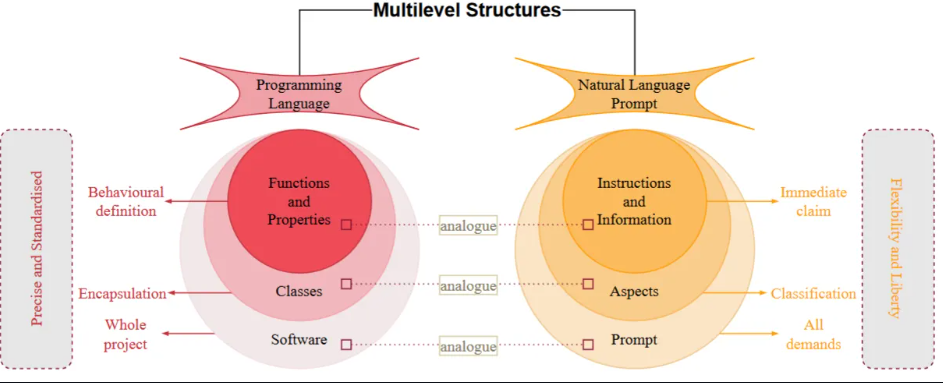 Multilevel Structures
Programming
Language
Natural Language
Prompt
Precise and Standardised
Behavioural
definition
Functions
and
Properties
analogue
Instructions
and
Information
Immediate
claim
Flexibility and Liberty
Encapsulation
Classes
analogue
Aspects
Classification
Whole
project
Software
analogue
Prompt
All
demands